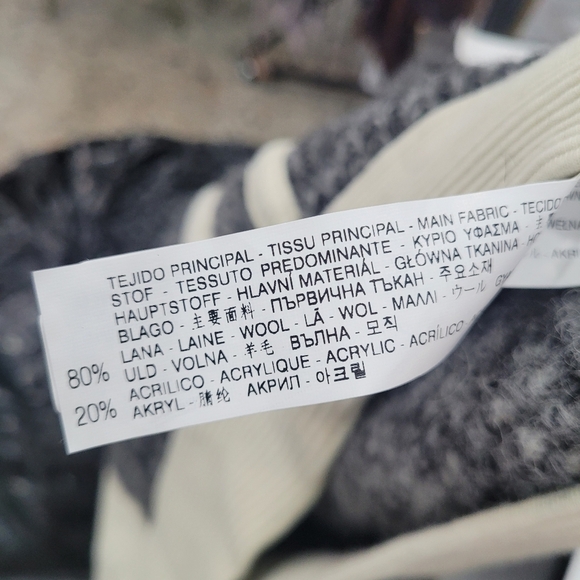 TEJIDO PRINCIPAL - TISSU PRINCIPAL - MAIN FABRIC - TECIDO
STOF - TESSUTO PREDOMINANTE - ΚΥΡΙΟ ΥΦΑΣΜΑ -
HAUPTSTOFF - HLAVNÍ MATERIÁL - GŁÓWNA TKANINA -
BLAGO - 主要面料 - ПЪРВИЧНА ТЪКАН - 주요소재
80% LANA - LAINE - WOOL - LÃ - WOL - ΜΑΛΛΙ - ウール
ULD - VOLNA - 羊毛 ВЪЛНА - 모직
20% ACRILICO - ACRYLIQUE - ACRYLIC - ACRÍLICO
AKRYL - 腈纶 АКРИЛ - 아크릴